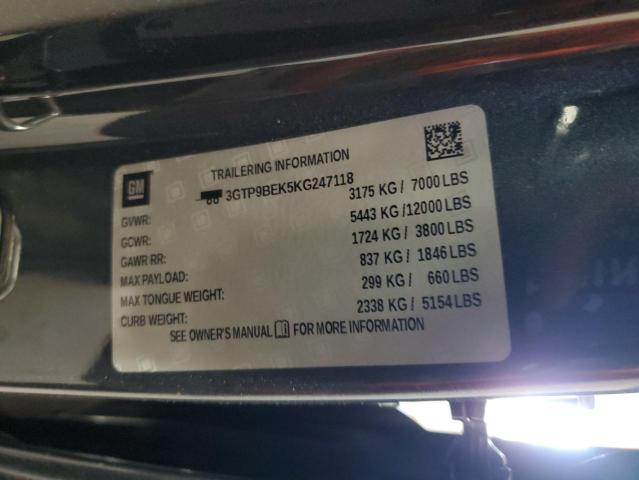 TRAILERING INFORMATION
GM
3GTP9BEK5KG247118
GVWR: 3175 KG / 7000 LBS
GCWR: 5443 KG /12000 LBS
GAWR RR: 1724 KG / 3800 LBS
MAX PAYLOAD: 837 KG / 1846 LBS
MAX TONGUE WEIGHT: 299 KG / 660 LBS
CURB WEIGHT: 2338 KG / 5154 LBS
SEE OWNER'S MANUAL FOR MORE INFORMATION